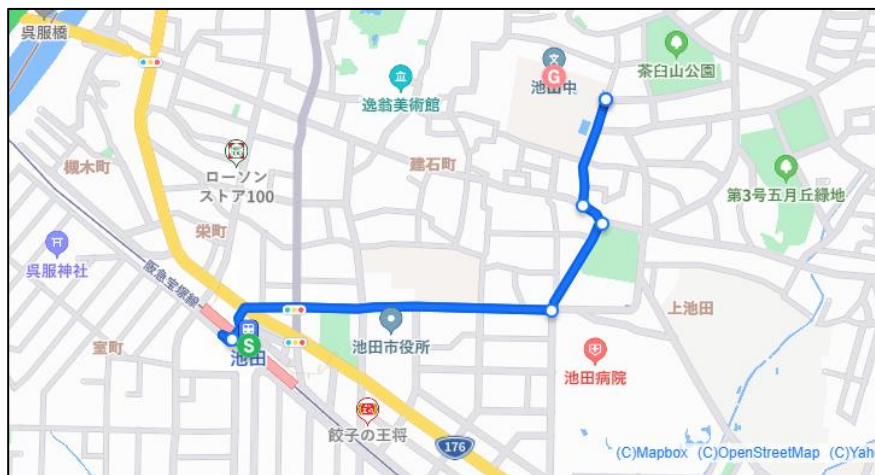 呉服橋
文
池田中
G
茶臼山公園
逸翁美術館
槻木町
ローソン
ストア100
建石町
第3号五月丘緑地
栄町
呉服神社
阪急宝塚線
上池田
室町
S
池田
池田市役所
池田病院
餃子の王将
176
(C)Mapbox (C)OpenStreetMap (C)Yah